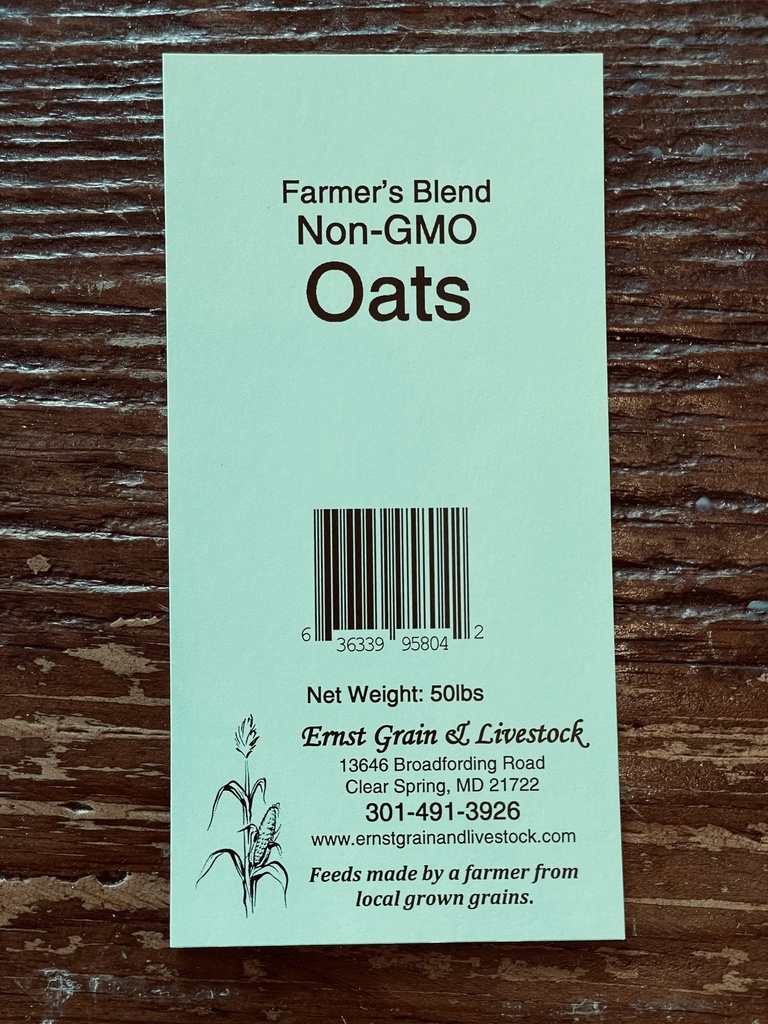 Farmer's Blend
Non-GMO
Oats
6 36339 95804 2
Net Weight: 50lbs
Ernst Grain & Livestock
13646 Broadfording Road
Clear Spring, MD 21722
301-491-3926
www.ernstgrainandlivestock.com
Feeds made by a farmer from
local grown grains.